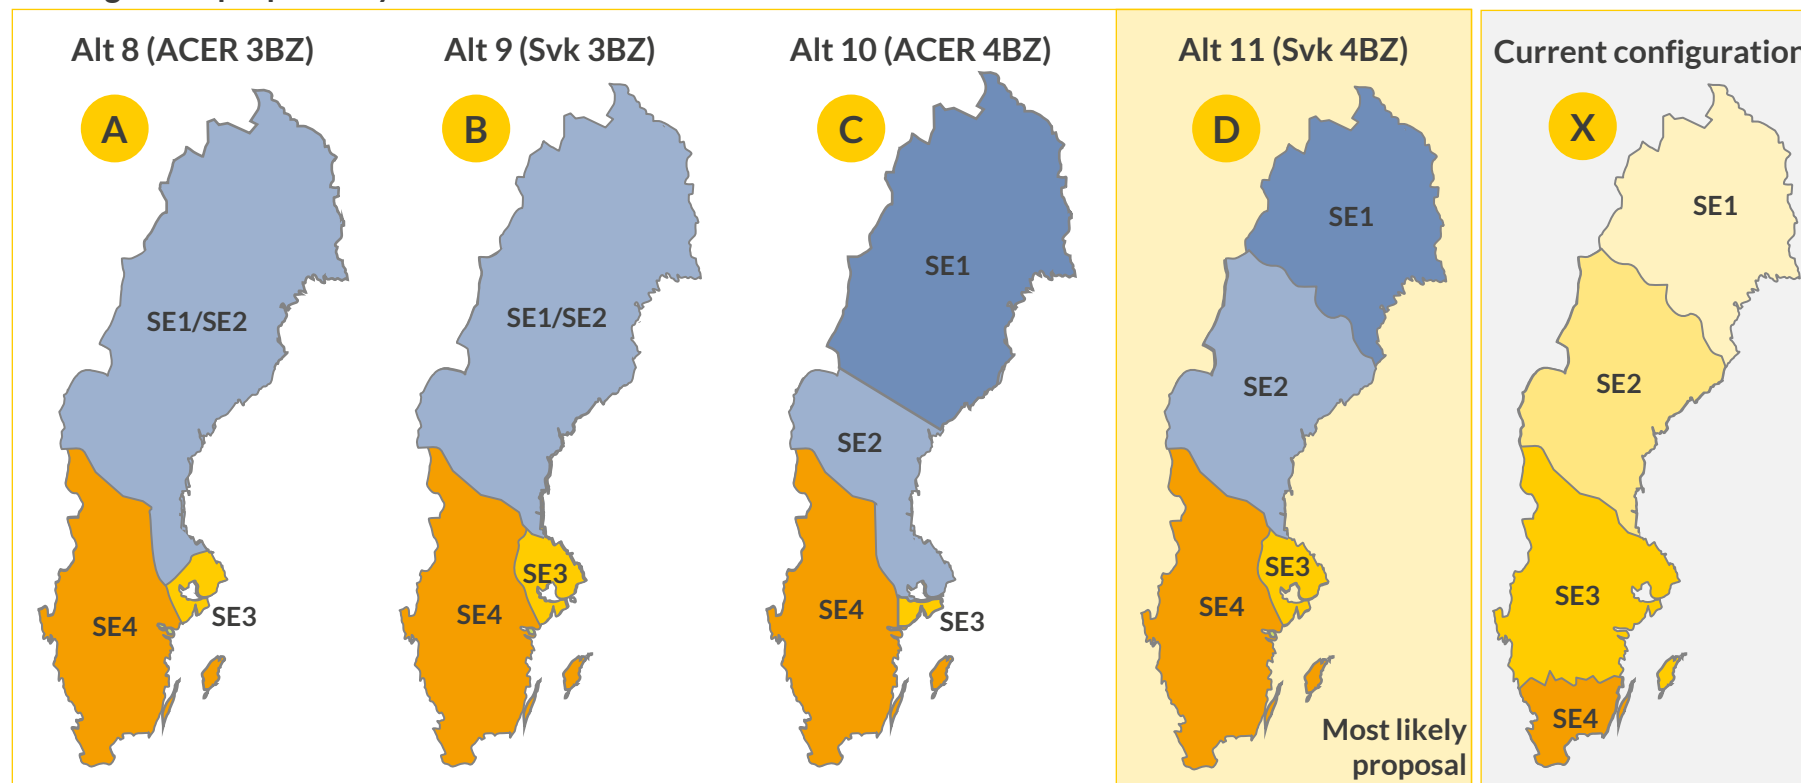 Alt 8 (ACER 3BZ)
A
SE1/SE2
SE4
SE3
Alt 9 (Svk 3BZ)
B
SE1/SE2
SE3
SE4
Alt 10 (ACER 4BZ)
C
SE1
SE2
SE4
SE3
Alt 11 (Svk 4BZ)
D
SE1
SE2
SE3
SE4
Most likely
proposal
Current configuration
X
SE1
SE2
SE3
SE4